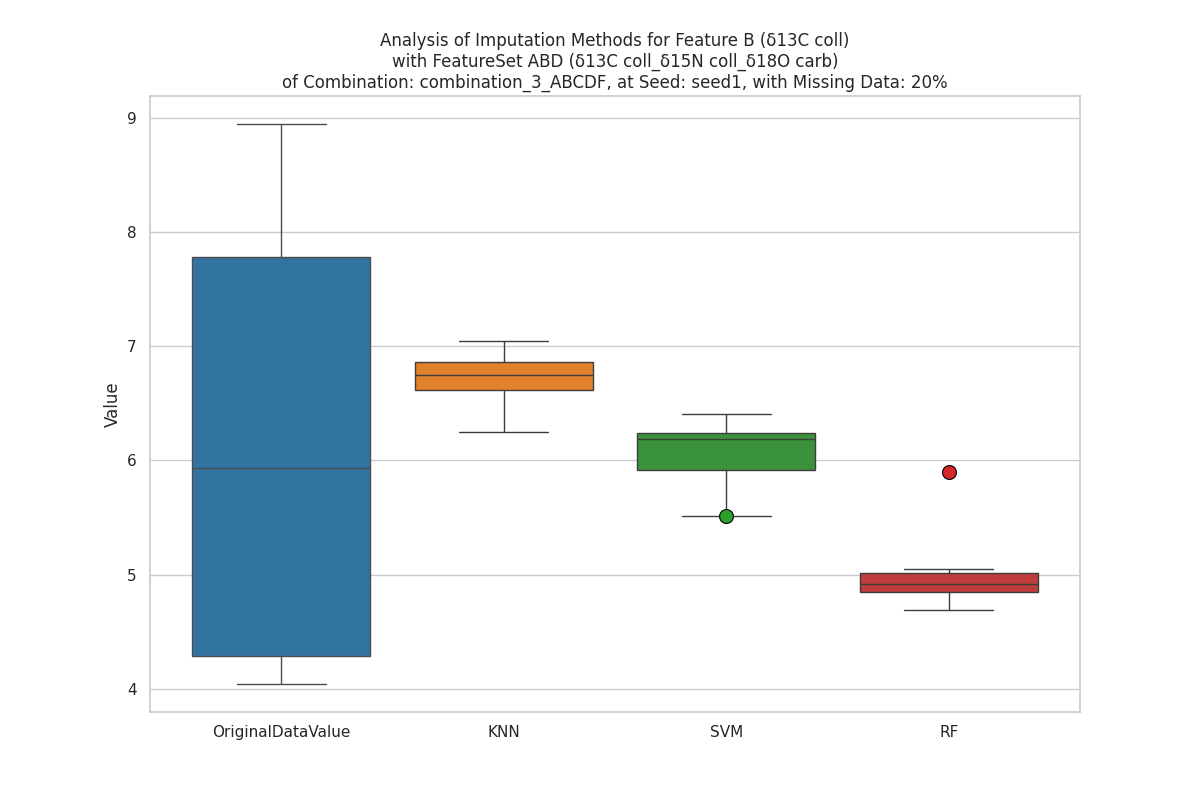 Analysis of Imputation Methods for Feature B (δ13C coll)
with FeatureSet ABD (δ13C coll_δ15N coll_δ18O carb)
of Combination: combination_3_ABCDF, at Seed: seed1, with Missing Data: 20%
9
8
7
6
5
4
Value
OriginalDataValue
KNN
SVM
RF